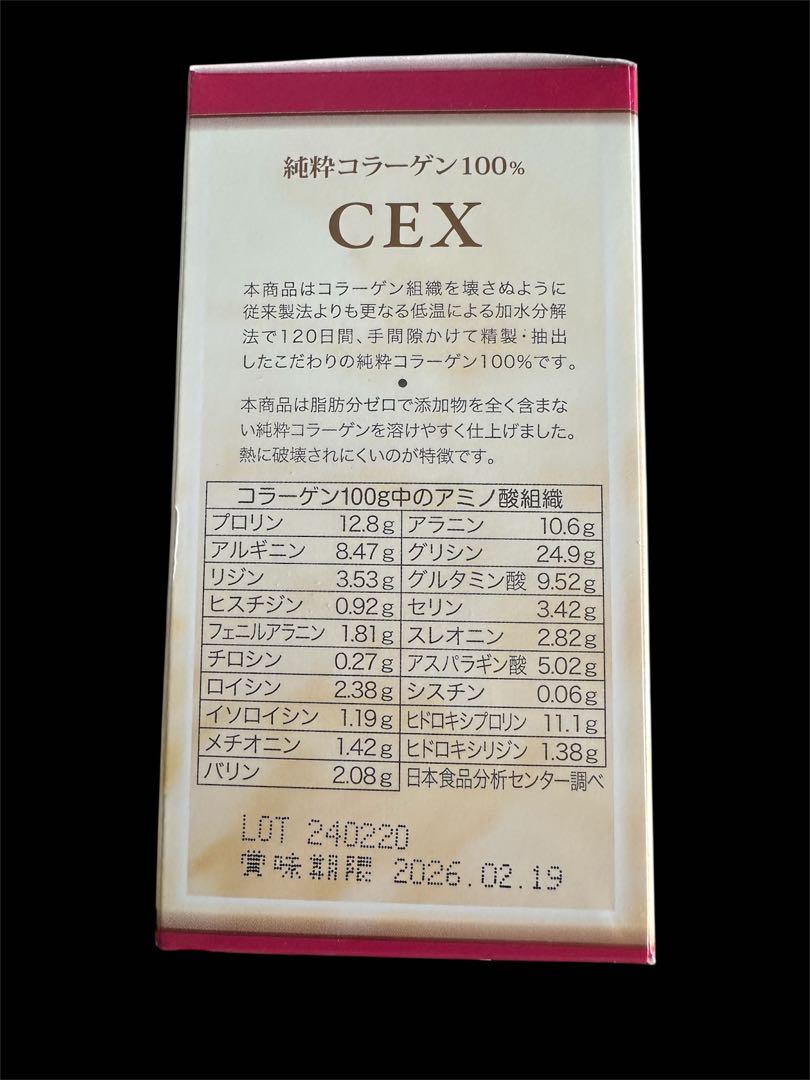 純粋コラーゲン100%
CEX
本商品はコラーゲン組織を壊さぬように
従来製法よりも更なる低温による加水分解
法で120日間、手間隙かけて精製・抽出
したこだわりの純粋コラーゲン100%です。
●
本商品は脂肪分ゼロで添加物を全く含まな
い純粋コラーゲンを溶けやすく仕上げました。
熱に破壊されにくいのが特徴です。
コラーゲン100g中のアミノ酸組織
プロリン 12.8g アラニン 10.6g
アルギニン 8.47g グリシン 24.9g
リジン 3.53g グルタミン酸 9.52g
ヒスチジン 0.92g セリン 3.42g
フェニルアラニン 1.81g スレオニン 2.82g
チロシン 0.27g アスパラギン酸 5.02g
ロイシン 2.38g シスチン 0.06g
イソロイシン 1.19g ヒドロキシプロリン 11.1g
メチオニン 1.42g ヒドロキシリジン 1.38g
バリン 2.08g 日本食品分析センター調べ
LOT 240220
賞味期限 2026.02.19